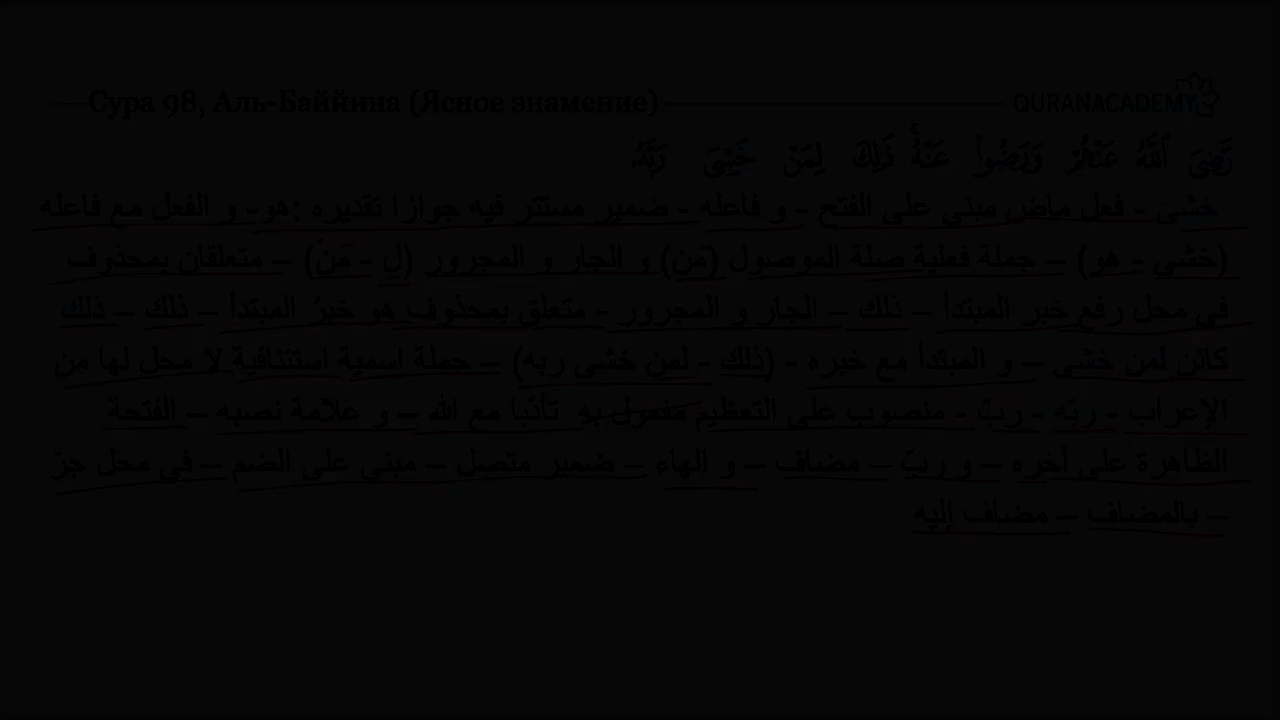 Сура 98, Аль-Баййина (Ясное знамение)
QURANACADEMY
رَّضِيَ ٱللَّهُ عَنْهُمْ وَرَضُوا۟ عَنْهُ ذَٰلِكَ لِمَنْ خَشِىَ رَبَّهُۥ
خشي - فعل ماض مبني على الفتح - و فاعله - ضمير مستتر فيه جوازا تقديره :هو- و الفعل مع فاعله
(خشي - هو) – جملة فعلية صلة الموصول (مَن) و الجار و المجرور (لِ - مَنْ) – متعلقان بمحذوف
في محل رفع خبر المبتدأ – ذلك – الجار و المجرور - متعلق بمحذوف هو خبرُ المبتدأ – ذلك – ذلك
كائن لمن خشي – و المبتدأ مع خبره - (ذلك - لمن خشي ربه) – جملة اسمية استئنافية لا محل لها من
الإعراب - ربّه - ربّ - منصوب على التعظيم مفعول به تأدّبا مع الله – و علامة نصبه – الفتحة
الظاهرة على آخره – و ربّ – مضاف – و الهاء – ضمير متصل – مبني على الضم – في محل جرّ
– بالمضاف – مضاف إليه